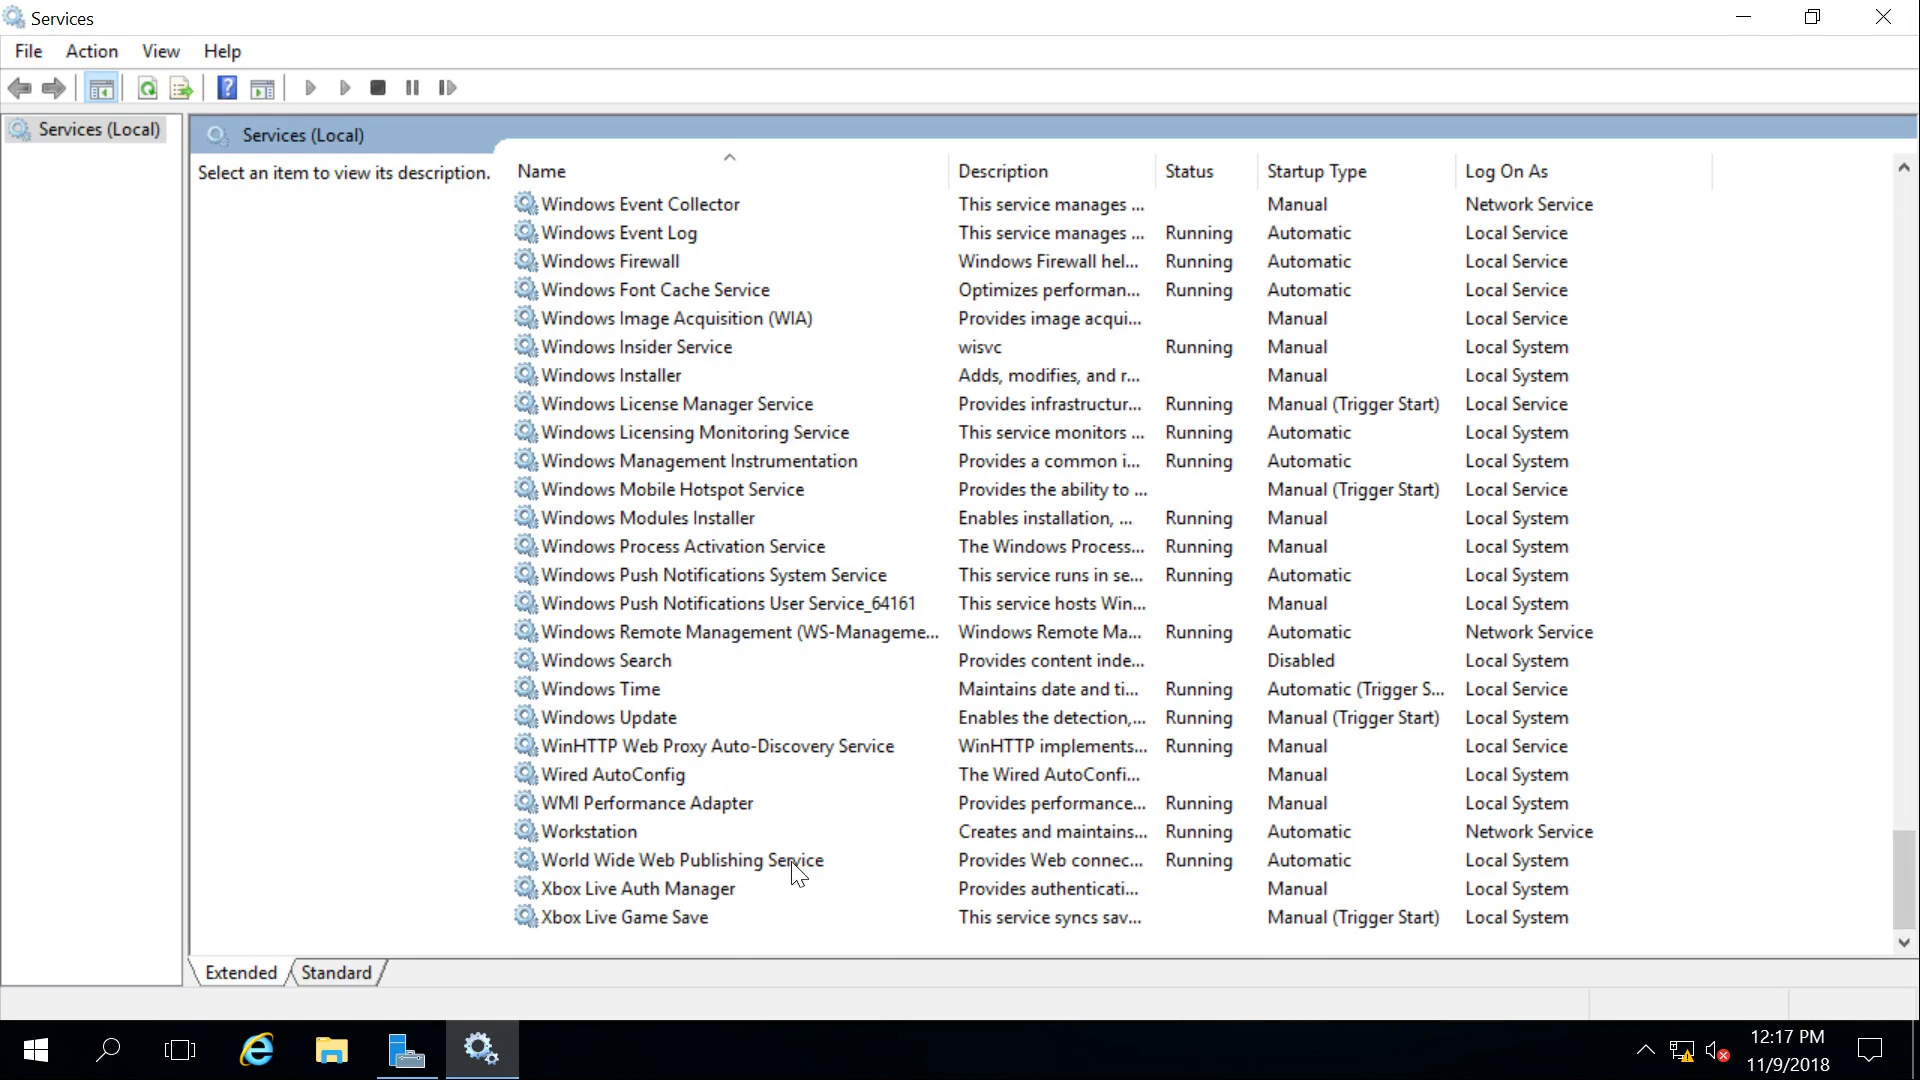 Services
File Action View Help
Services (Local)
Services (Local)
Select an item to view its description.
Name Description Status Startup Type Log On As
Windows Event Collector This service manages ... Manual Network Service
Windows Event Log This service manages ... Running Automatic Local Service
Windows Firewall Windows Firewall hel... Running Automatic Local Service
Windows Font Cache Service Optimizes performan... Running Automatic Local Service
Windows Image Acquisition (WIA) Provides image acqui... Manual Local Service
Windows Insider Service wisvc Running Manual Local System
Windows Installer Adds, modifies, and r... Manual Local System
Windows License Manager Service Provides infrastructur... Running Manual (Trigger Start) Local Service
Windows Licensing Monitoring Service This service monitors ... Running Automatic Local System
Windows Management Instrumentation Provides a common i... Running Automatic Local System
Windows Mobile Hotspot Service Provides the ability to ... Manual (Trigger Start) Local Service
Windows Modules Installer Enables installation, ... Running Manual Local System
Windows Process Activation Service The Windows Process... Running Manual Local System
Windows Push Notifications System Service This service runs in se... Running Automatic Local System
Windows Push Notifications User Service_64161 This service hosts Win... Manual Local System
Windows Remote Management (WS-Manageme... Windows Remote Ma... Running Automatic Network Service
Windows Search Provides content inde... Disabled Local System
Windows Time Maintains date and ti... Running Automatic (Trigger S... Local Service
Windows Update Enables the detection,... Running Manual (Trigger Start) Local System
WinHTTP Web Proxy Auto-Discovery Service WinHTTP implements... Running Manual Local Service
Wired AutoConfig The Wired AutoConfi... Manual Local System
WMI Performance Adapter Provides performance... Running Manual Local System
Workstation Creates and maintains... Running Automatic Network Service
World Wide Web Publishing Service Provides Web connec... Running Automatic Local System
Xbox Live Auth Manager Provides authenticati... Manual Local System
Xbox Live Game Save This service syncs sav... Manual (Trigger Start) Local System
Extended Standard
12:17 PM
11/9/2018